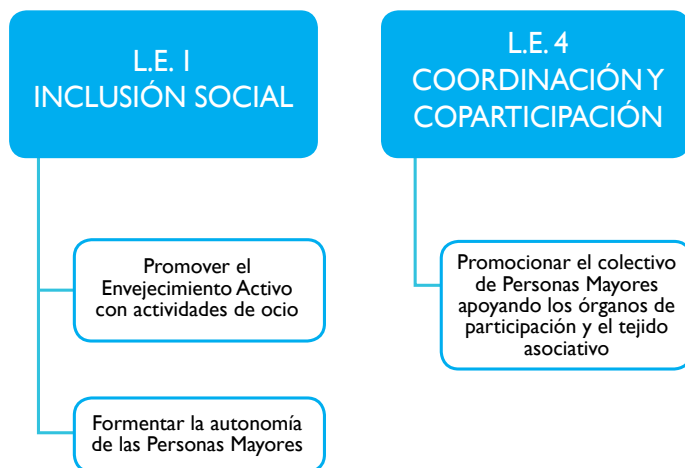 L.E. 1
INCLUSIÓN SOCIAL
Promover el
Envejecimiento Activo
con actividades de ocio
Formentar la autonomía
de las Personas Mayores
L.E. 4
COORDINACIÓN Y
COPARTICIPACIÓN
Promocionar el colectivo
de Personas Mayores
apoyando los órganos de
participación y el tejido
asociativo